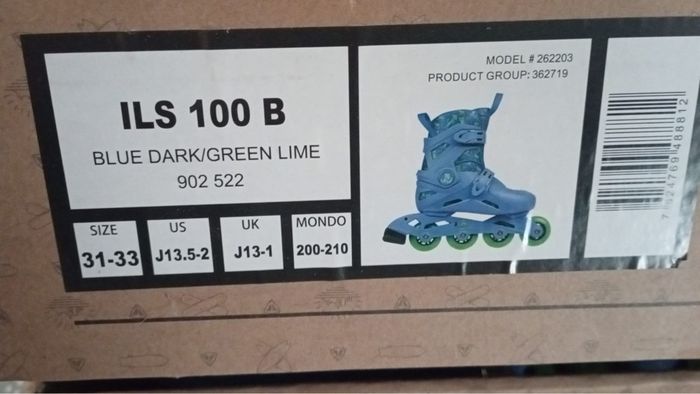 ILS 100 B
BLUE DARK/GREEN LIME
902 522
SIZE
31-33
US
J13.5-2
UK
J13-1
MONDO
200-210
MODEL # 262203
PRODUCT GROUP: 362719